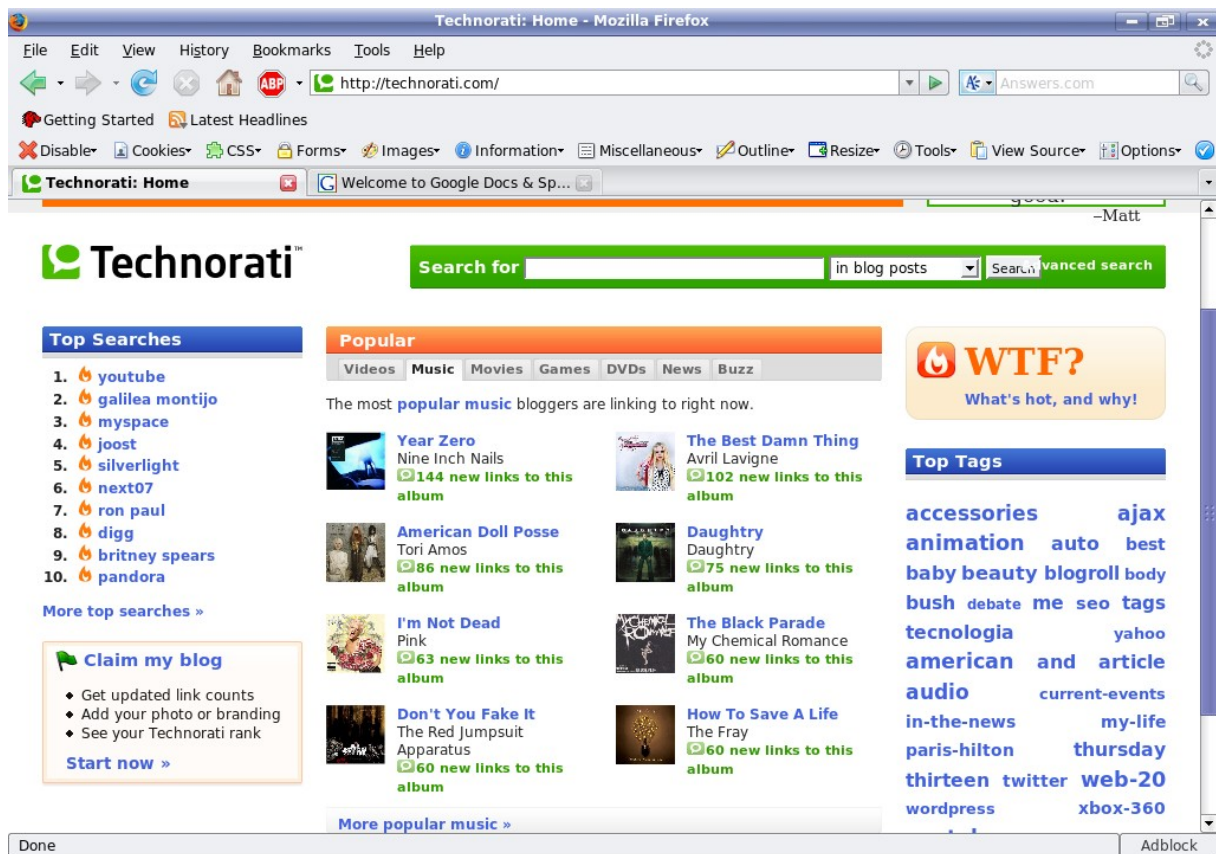 Technorati: Home - Mozilla Firefox
File Edit View History Bookmarks Tools Help
ABP
http://technorati.com/
Answers.com
Getting Started Latest Headlines
Disable Cookies CSS Forms Images Information Miscellaneous Outline Resize Tools View Source Options
Technorati: Home
Welcome to Google Docs & Sp...
good!
–Matt
Technorati™
Search for
in blog posts
Search
Advanced search
Top Searches
1. youtube
2. galilea montijo
3. myspace
4. joost
5. silverlight
6. next07
7. ron paul
8. digg
9. britney spears
10. pandora
More top searches »
Claim my blog
Get updated link counts
Add your photo or branding
See your Technorati rank
Start now »
Popular
Videos Music Movies Games DVDs News Buzz
The most popular music bloggers are linking to right now.
Year Zero
Nine Inch Nails
144 new links to this
album
The Best Damn Thing
Avril Lavigne
102 new links to this
album
American Doll Posse
Tori Amos
86 new links to this
album
Daughtry
Daughtry
75 new links to this
album
I'm Not Dead
Pink
63 new links to this
album
The Black Parade
My Chemical Romance
60 new links to this
album
Don't You Fake It
The Red Jumpsuit
Apparatus
60 new links to this
album
How To Save A Life
The Fray
60 new links to this
album
More popular music »
WTF?
What's hot, and why!
Top Tags
accessories ajax
animation auto best
baby beauty blogroll body
bush debate me seo tags
tecnologia yahoo
american and article
audio current-events
in-the-news my-life
paris-hilton thursday
thirteen twitter web-20
wordpress xbox-360
Done
Adblock